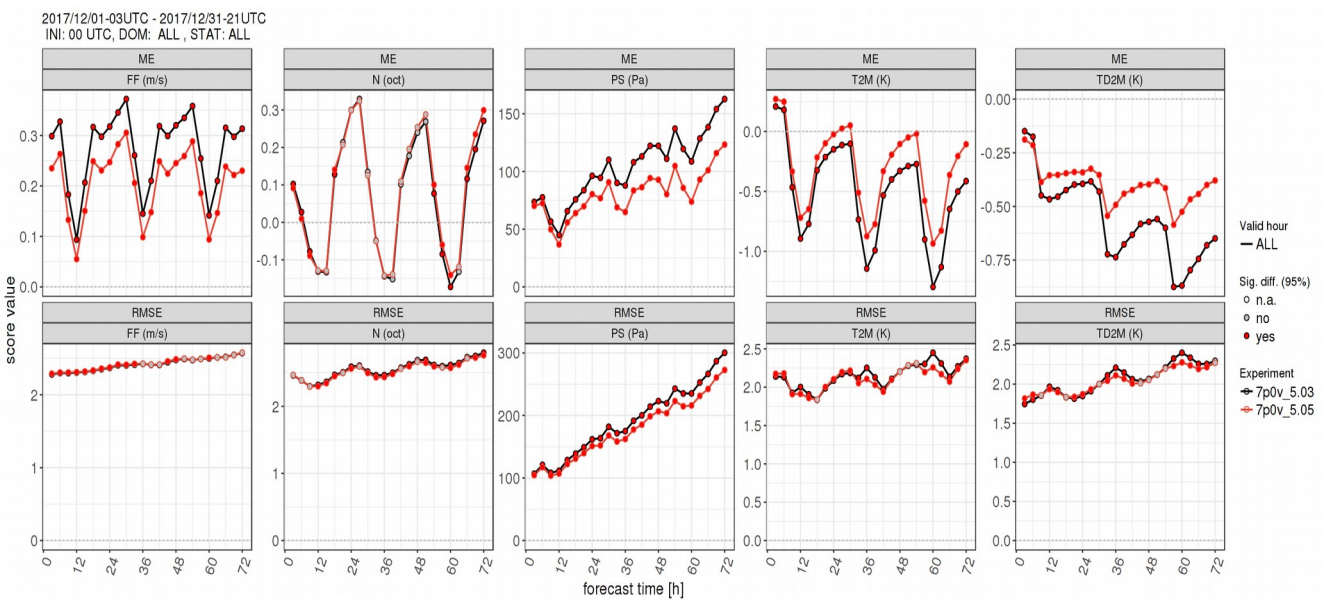 2017/12/01-03UTC - 2017/12/31-21UTC
INI: 00 UTC, DOM: ALL , STAT: ALL
ME ME ME ME ME
FF (m/s) N (oct) PS (Pa) T2M (K) TD2M (K)
0.3
0.2
0.1
0.0
0.3
0.2
0.1
0.0
-0.1
150
100
50
0
0.0
-0.5
-1.0
0.00
-0.25
-0.50
-0.75
score value
RMSE RMSE RMSE RMSE RMSE
FF (m/s) N (oct) PS (Pa) T2M (K) TD2M (K)
2
1
0
2
1
0
300
200
100
0
2.5
2.0
1.5
1.0
0.5
0.0
2.5
2.0
1.5
1.0
0.5
0.0
0 12 24 36 48 60 72
0 12 24 36 48 60 72
0 12 24 36 48 60 72
0 12 24 36 48 60 72
0 12 24 36 48 60 72
forecast time [h]
Valid hour
ALL
Sig. diff. (95%)
n.a.
no
yes
Experiment
7p0v_5.03
7p0v_5.05